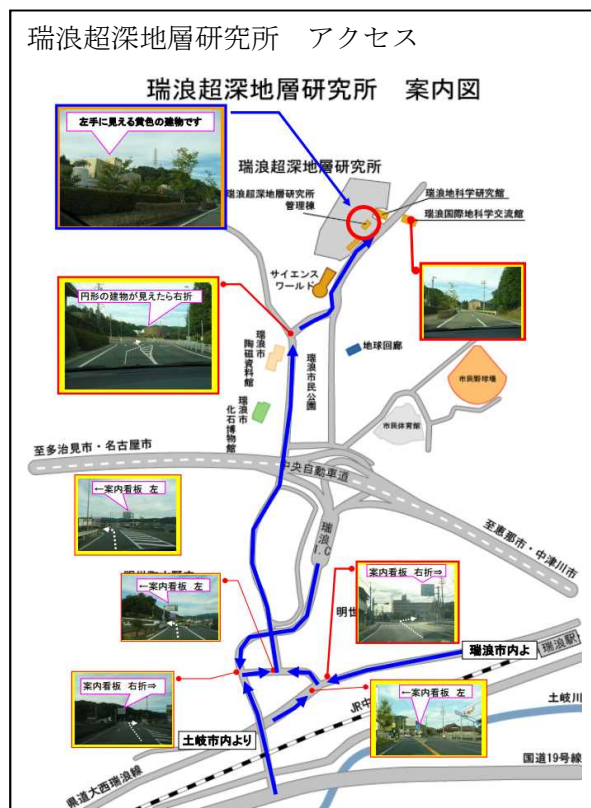 瑞浪超深地層研究所　アクセス
瑞浪超深地層研究所　案内図
左手に見える黄色の建物です
瑞浪超深地層研究所
瑞浪超深地層研究所
管理棟
瑞浪地科学研究館
瑞浪国際地科学交流館
サイエンス
ワールド
円形の建物が見えたら右折
瑞浪市
陶磁資料館
瑞浪市民公園
地球回廊
市民野球場
瑞浪市
化石博物館
市民体育館
至多治見市・名古屋市
中央自動車道
←案内看板 左
瑞浪
I.C
至恵那市・中津川市
←案内看板 左
案内看板 右折⇒
明世
瑞浪市内よ
瑞浪駅
案内看板 右折⇒
←案内看板 左
JR中
土岐川
土岐市内より
国道19号線
県道大西瑞浪線